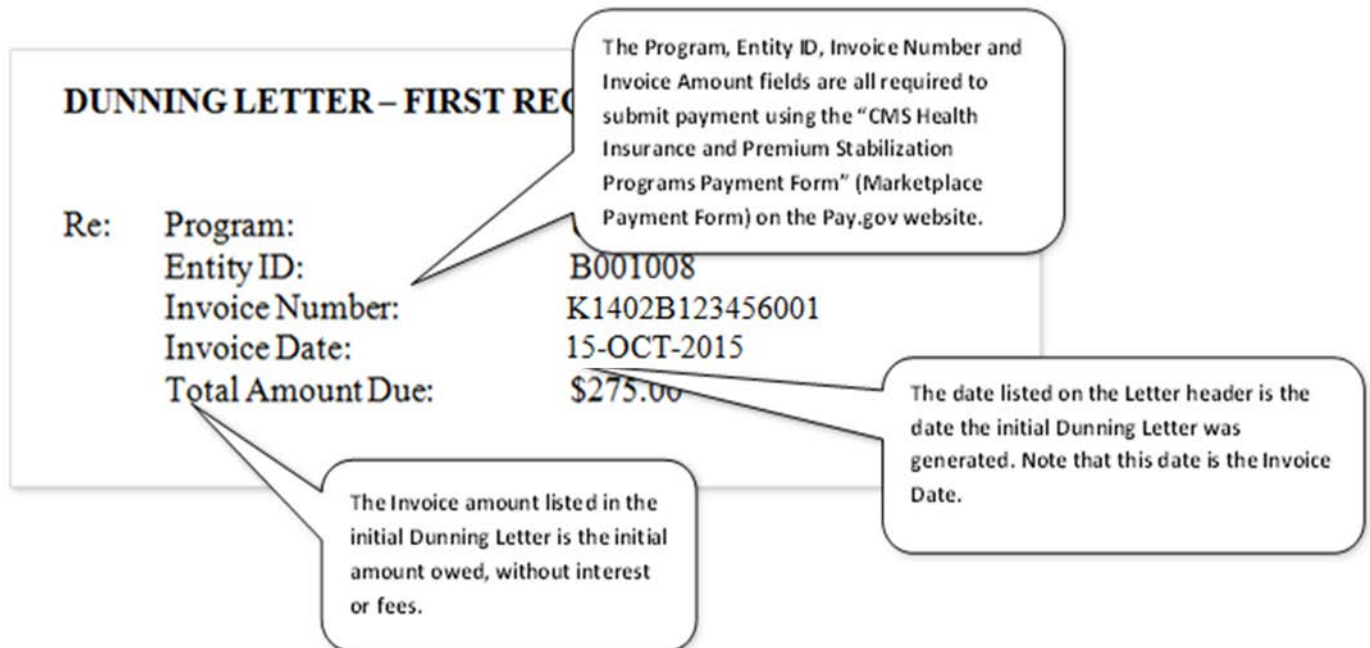 The Program, Entity ID, Invoice Number and
Invoice Amount fields are all required to
submit payment using the “CMS Health
Insurance and Premium Stabilization
Programs Payment Form” (Marketplace
Payment Form) on the Pay.gov website.
DUNNING LETTER – FIRST
Re: Program:
Entity ID: B001008
Invoice Number: K1402B123456001
Invoice Date: 15-OCT-2015
Total Amount Due: $275.00
The date listed on the Letter header is the
date the initial Dunning Letter was
generated. Note that this date is the Invoice
Date.
The Invoice amount listed in the
initial Dunning Letter is the initial
amount owed, without interest
or fees.